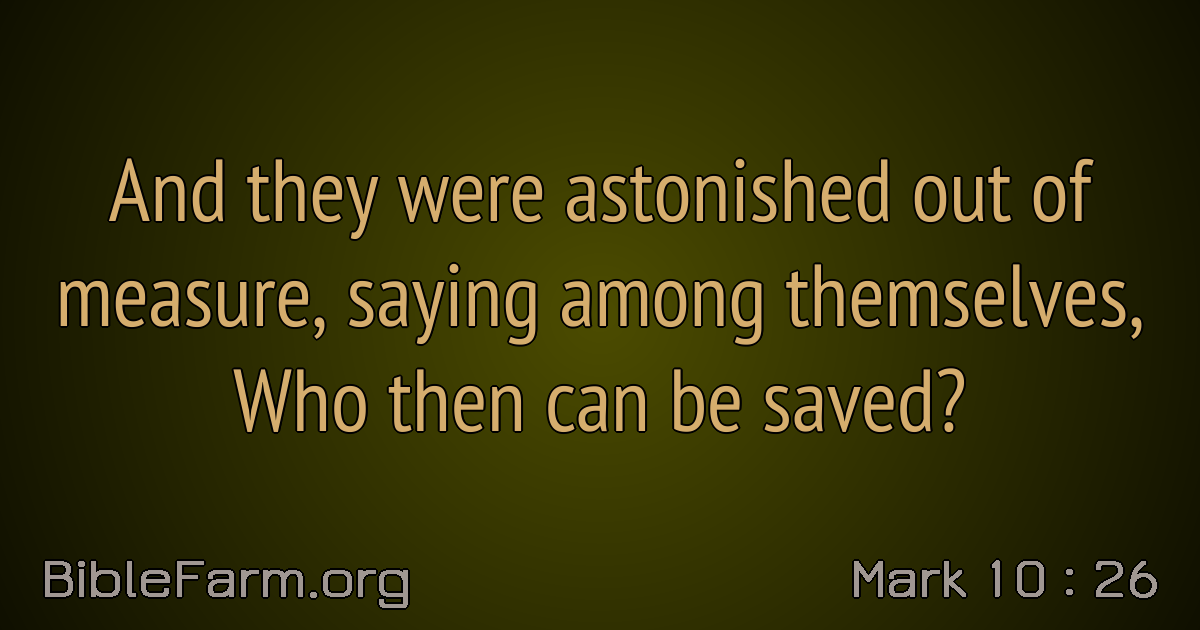 And they were astonished out of
measure, saying among themselves,
Who then can be saved?
BibleFarm.org
Mark 10 : 26